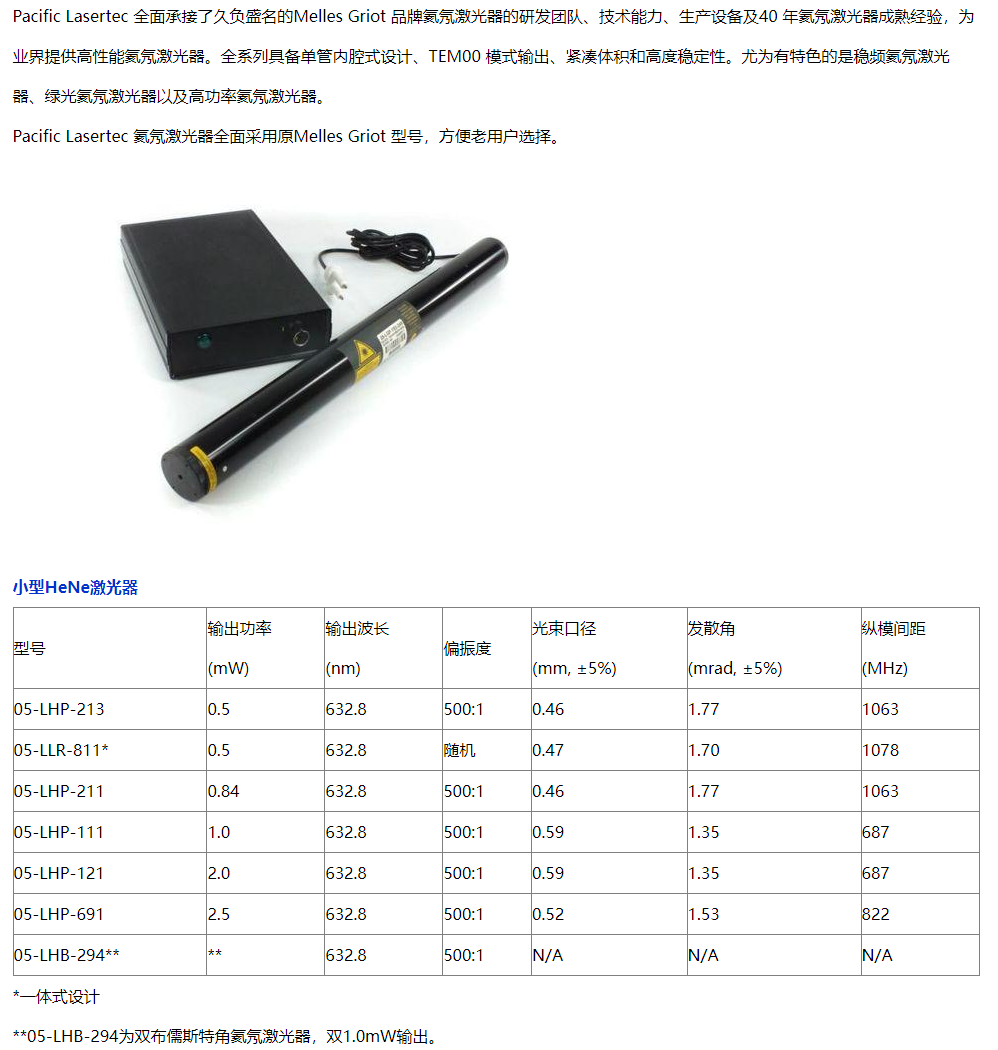 Pacific Lasertec 全面承接了久负盛名的Melles Griot 品牌氦氖激光器的研发团队、技术能力、生产设备及40 年氦氖激光器成熟经验，为
业界提供高性能氦氖激光器。全系列具备单管内腔式设计、TEM00 模式输出、紧凑体积和高度稳定性。尤为有特色的是稳频氦氖激光
器、绿光氦氖激光器以及高功率氦氖激光器。
Pacific Lasertec 氦氖激光器全面采用原Melles Griot 型号，方便老用户选择。
小型HeNe激光器
型号 输出功率 (mW) 输出波长 (nm) 偏振度 光束口径 (mm, ±5%) 发散角 (mrad, ±5%) 纵模间距 (MHz)
05-LHP-213 0.5 632.8 500:1 0.46 1.77 1063
05-LLR-811* 0.5 632.8 随机 0.47 1.70 1078
05-LHP-211 0.84 632.8 500:1 0.46 1.77 1063
05-LHP-111 1.0 632.8 500:1 0.59 1.35 687
05-LHP-121 2.0 632.8 500:1 0.59 1.35 687
05-LHP-691 2.5 632.8 500:1 0.52 1.53 822
05-LHB-294** ** 632.8 500:1 N/A N/A N/A
*一体式设计
**05-LHB-294为双布儒斯特角氦氖激光器，双1.0mW输出。